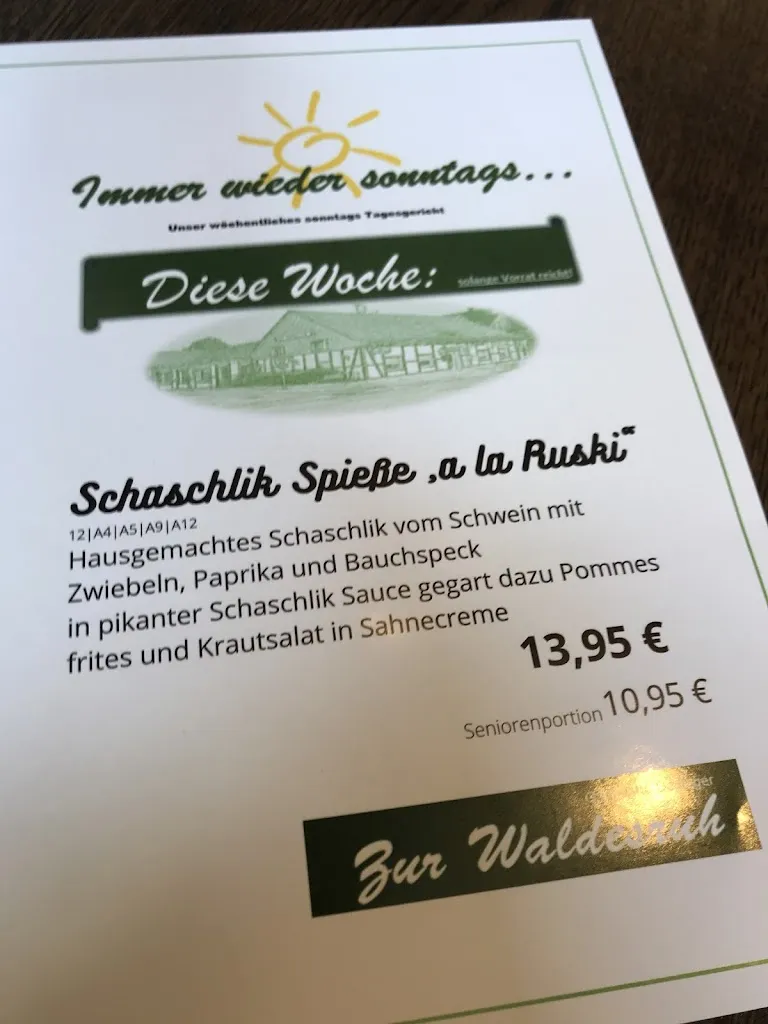 Immer wieder sonntags...
Unser wöchentliches sonntags Tagesgericht
Diese Woche: solange Vorrat reicht!
Schaschlik Spieße „a la Ruski“
12|A4|A5|A9|A12
Hausgemachtes Schaschlik vom Schwein mit
Zwiebeln, Paprika und Bauchspeck
in pikanter Schaschlik Sauce gegart dazu Pommes
frites und Krautsalat in Sahnecreme
13,95 €
Seniorenportion 10,95 €
Zur Waldesruh